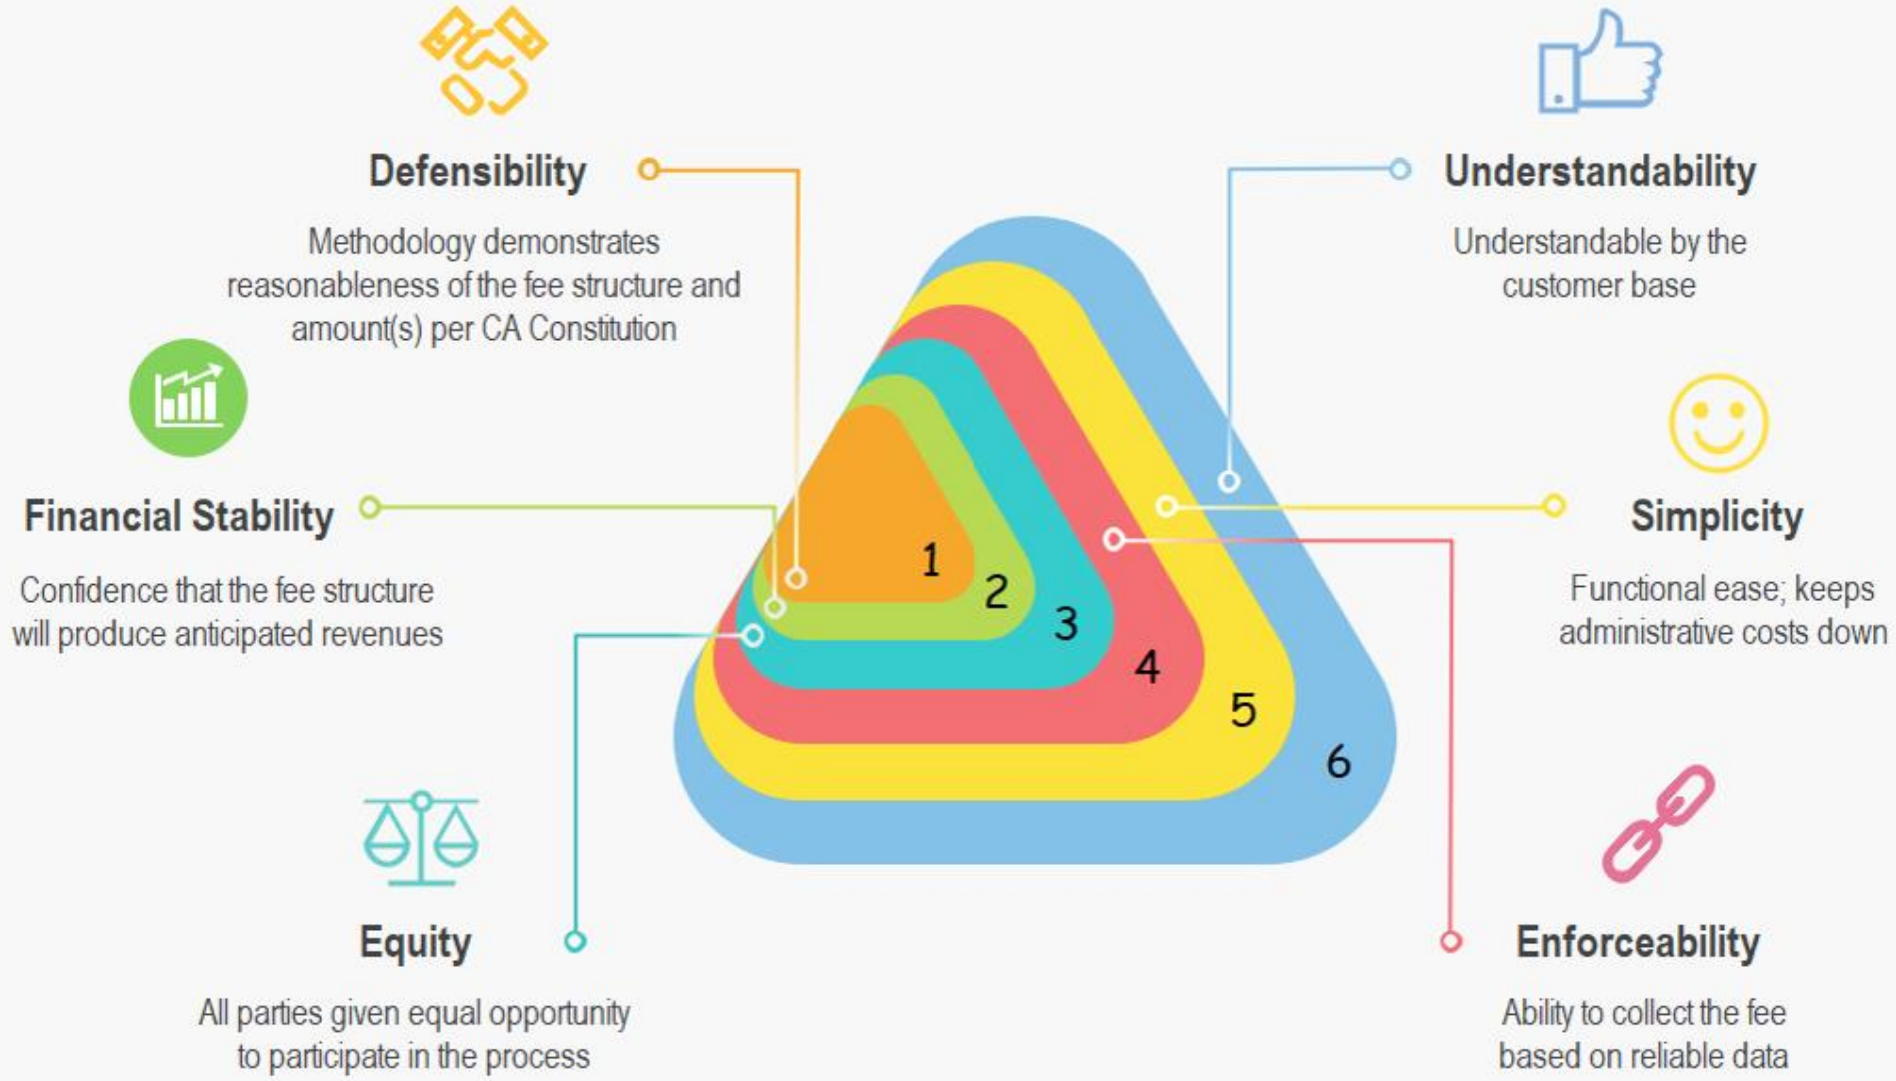 Defensibility
Methodology demonstrates
reasonableness of the fee structure and
amount(s) per CA Constitution
Financial Stability
Confidence that the fee structure
will produce anticipated revenues
Equity
All parties given equal opportunity
to participate in the process
1
2
3
4
5
6
Understandability
Understandable by the
customer base
Simplicity
Functional ease; keeps
administrative costs down
Enforceability
Ability to collect the fee
based on reliable data